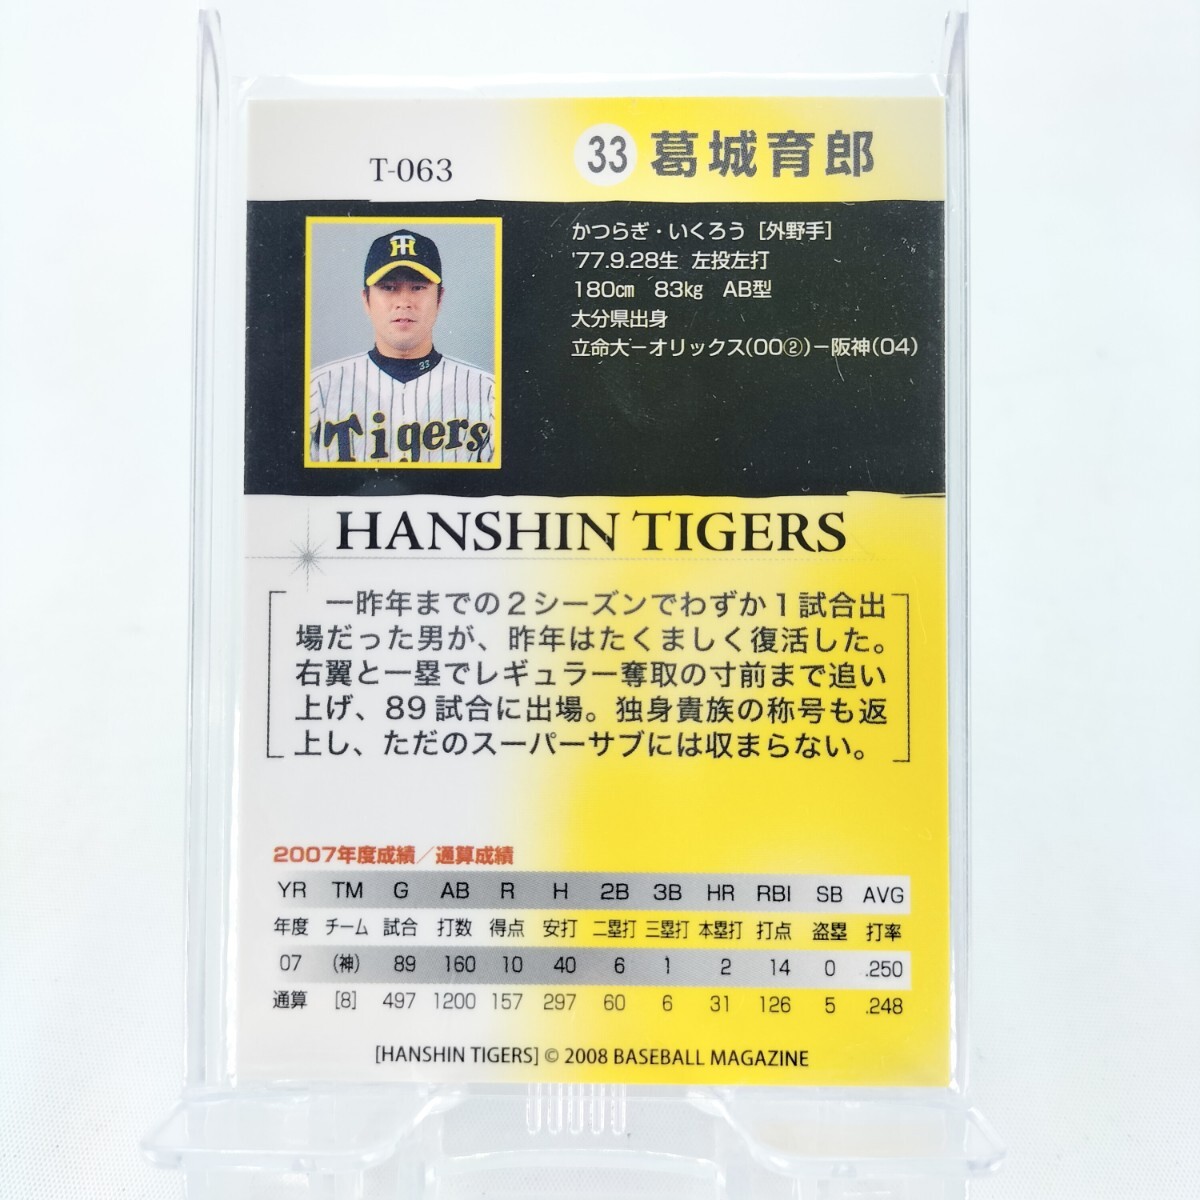 T-063
33 葛城育郎
かつらぎ・いくろう [外野手]
'77.9.28生 左投左打
180㎝ 83㎏ AB型
大分県出身
立命大－オリックス(00②)－阪神(04)
33
Tigers
HANSHIN TIGERS
一昨年までの2シーズンでわずか1試合出
場だった男が、昨年はたくましく復活した。
右翼と一塁でレギュラー奪取の寸前まで追い
上げ、89試合に出場。独身貴族の称号も返
上し、ただのスーパーサブには収まらない。
2007年度成績／通算成績
YR TM G AB R H 2B 3B HR RBI SB AVG
年度 チーム 試合 打数 得点 安打 二塁打 三塁打 本塁打 打点 盗塁 打率
07 (神) 89 160 10 40 6 1 2 14 0 .250
通算 [8] 497 1200 157 297 60 6 31 126 5 .248
[HANSHIN TIGERS] © 2008 BASEBALL MAGAZINE